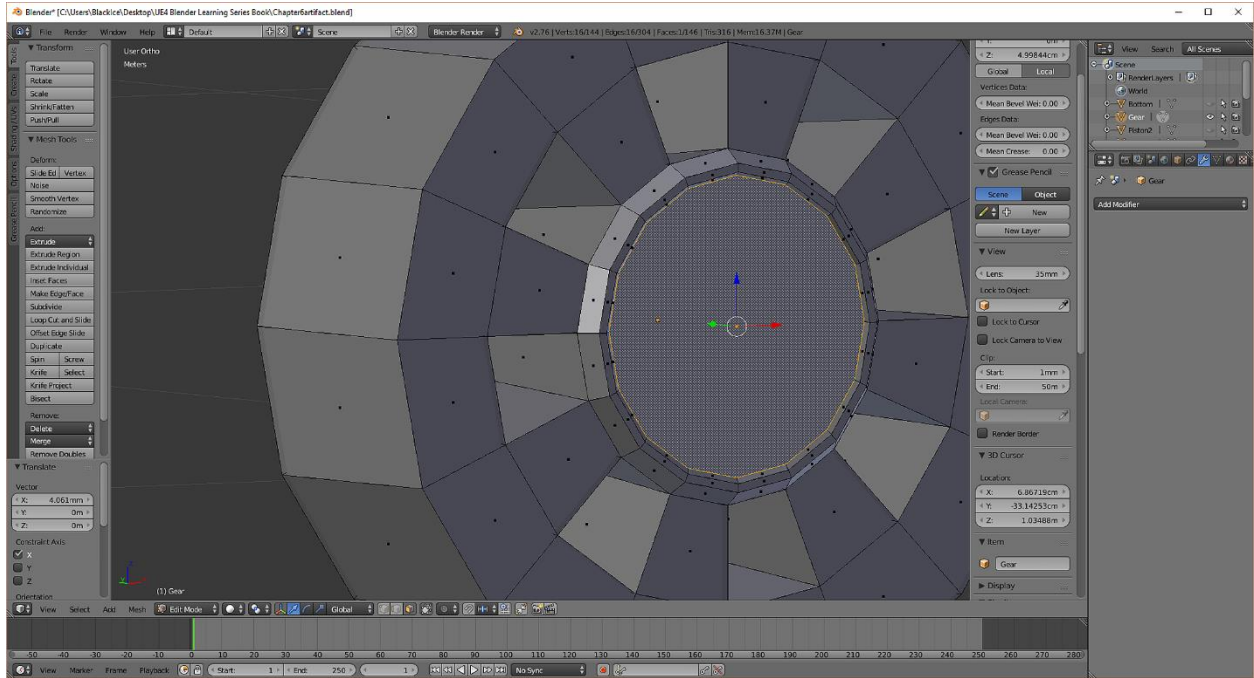 Blender* [C:\Users\BlackIce\Desktop\UE4 Blender Learning Series Book\Chapter6artifact.blend]
File Render Window Help Default Scene Blender Render v2.76 | Verts:16/144 | Edges:16/304 | Faces:1/146 | Tris:316 | Mem:16.37M | Gear
Tools
Create
Shading / UVs
Options
Grease Pencil
Transform
Translate
Rotate
Scale
Shrink/Fatten
Push/Pull
Mesh Tools
Deform:
Slide Ed Vertex
Noise
Smooth Vertex
Randomize
Add:
Extrude
Extrude Region
Extrude Individual
Inset Faces
Make Edge/Face
Subdivide
Loop Cut and Slide
Offset Edge Slide
Duplicate
Spin Screw
Knife Select
Knife Project
Bisect
Remove:
Delete
Merge
Remove Doubles
Translate
Vector
X: 4.061mm
Y: 0m
Z: 0m
Constraint Axis
X
Y
Z
Orientation
User Ortho
Meters
(1) Gear
Z: 4.99844cm
Global Local
Vertices Data:
Mean Bevel Wei: 0.00
Edges Data:
Mean Bevel Wei: 0.00
Mean Crease: 0.00
Grease Pencil
Scene Object
New
New Layer
View
Lens: 35mm
Lock to Object:
Lock to Cursor
Lock Camera to View
Clip:
Start: 1mm
End: 50m
Local Camera:
Render Border
3D Cursor
Location:
X: 6.86719cm
Y: -33.14253cm
Z: 1.03488m
Item
Gear
Display
View Search All Scenes
Scene
RenderLayers
World
Bottom
Gear
Piston2
Gear
Add Modifier
View Select Add Mesh Edit Mode Global
-50 -40 -30 -20 -10 0 10 20 30 40 50 60 70 80 90 100 110 120 130 140 150 160 170 180 190 200 210 220 230 240 250 260 270 280
View Marker Frame Playback Start: 1 End: 250 1 No Sync